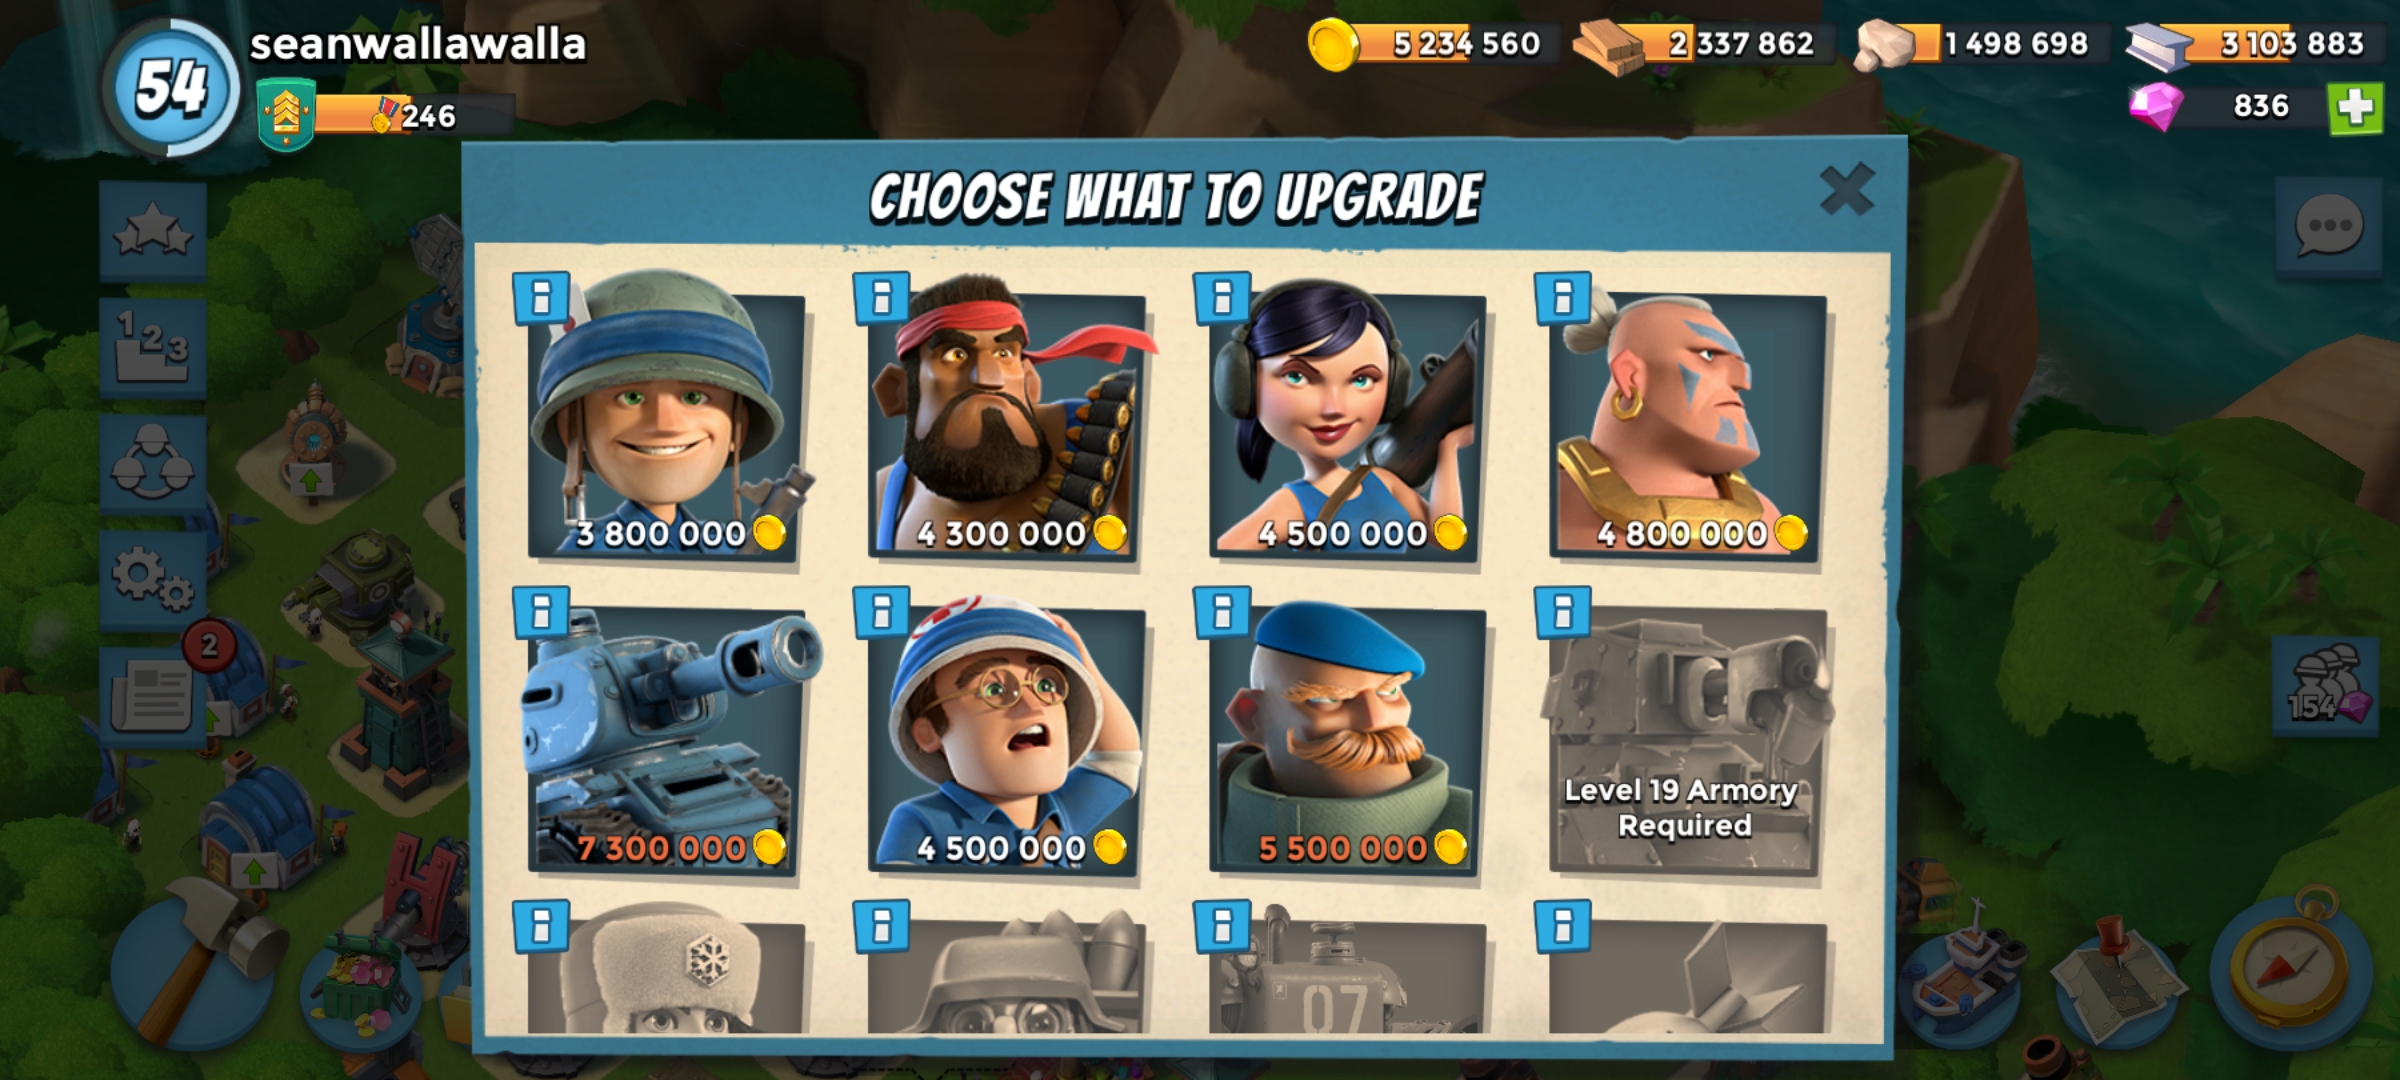 54
seanwallawalla
246
5 234 560
2 337 862
1 498 698
3 103 883
836
CHOOSE WHAT TO UPGRADE
123
2
154
3 800 000
4 300 000
4 500 000
4 800 000
7 300 000
4 500 000
5 500 000
Level 19 Armory
Required
07